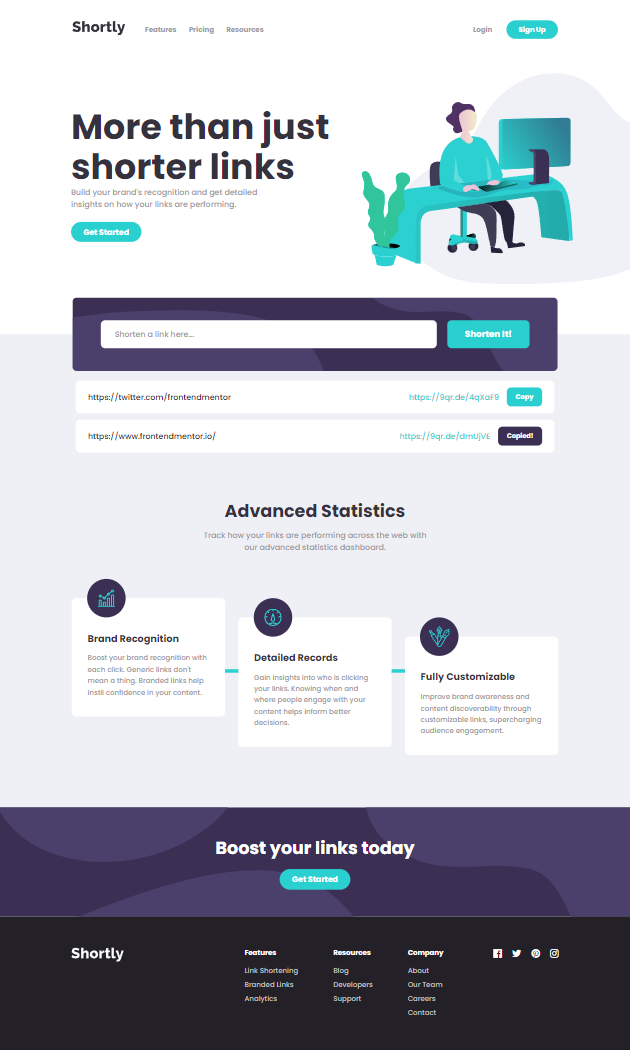 Shortly Features Pricing Resources Login Sign Up
More than just
shorter links
Build your brand's recognition and get detailed
insights on how your links are performing.
Get Started
Shorten a link here... Shorten It!
https://twitter.com/frontendmentor https://9qr.de/4qXaF9 Copy
https://www.frontendmentor.io/ https://9qr.de/dmUjVE Copied!
Advanced Statistics
Track how your links are performing across the web with
our advanced statistics dashboard.
Brand Recognition
Boost your brand recognition with
each click. Generic links don't
mean a thing. Branded links help
instil confidence in your content.
Detailed Records
Gain insights into who is clicking
your links. Knowing when and
where people engage with your
content helps inform better
decisions.
Fully Customizable
Improve brand awareness and
content discoverability through
customizable links, supercharging
audience engagement.
Boost your links today
Get Started
Shortly
Features
Link Shortening
Branded Links
Analytics
Resources
Blog
Developers
Support
Company
About
Our Team
Careers
Contact